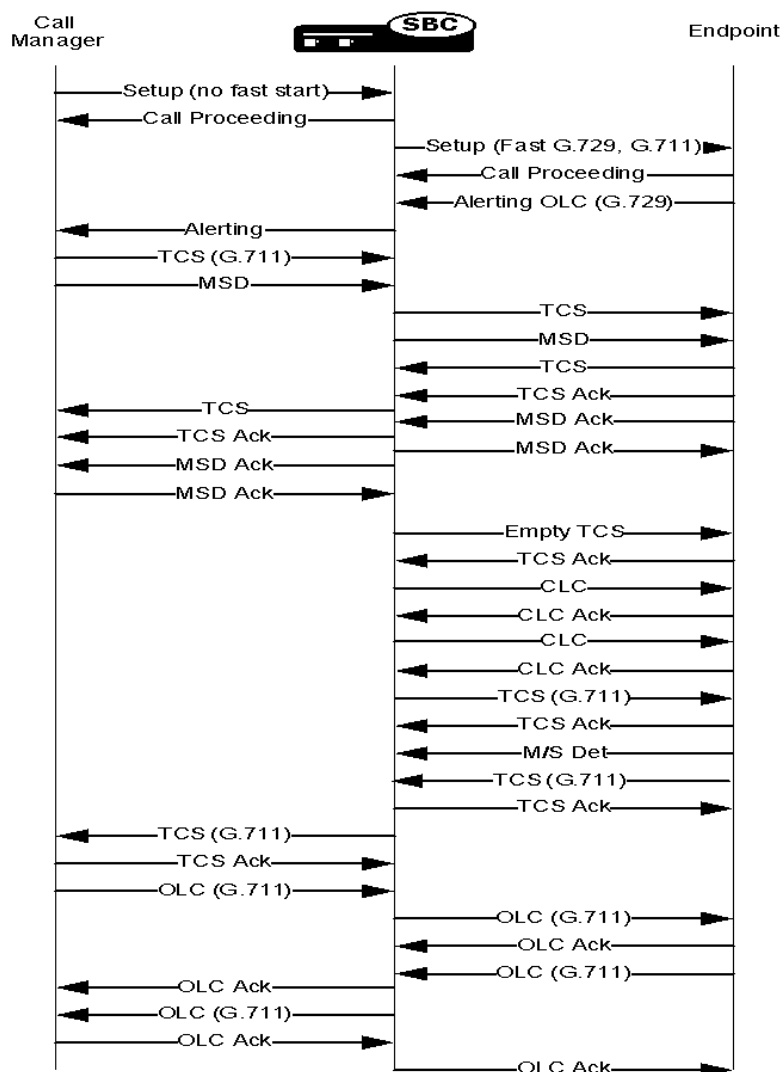 Call
Manager
SBC
Endpoint
Setup (no fast start)
Call Proceeding
Setup (Fast G.729, G.711)
Call Proceeding
Alerting OLC (G.729)
Alerting
TCS (G.711)
MSD
TCS
MSD
TCS
TCS Ack
TCS
MSD Ack
TCS Ack
MSD Ack
MSD Ack
MSD Ack
Empty TCS
TCS Ack
CLC
CLC Ack
CLC
CLC Ack
TCS (G.711)
TCS Ack
M/S Det
TCS (G.711)
TCS Ack
TCS (G.711)
TCS Ack
OLC (G.711)
OLC (G.711)
OLC Ack
OLC (G.711)
OLC Ack
OLC (G.711)
OLC Ack
OLC Ack